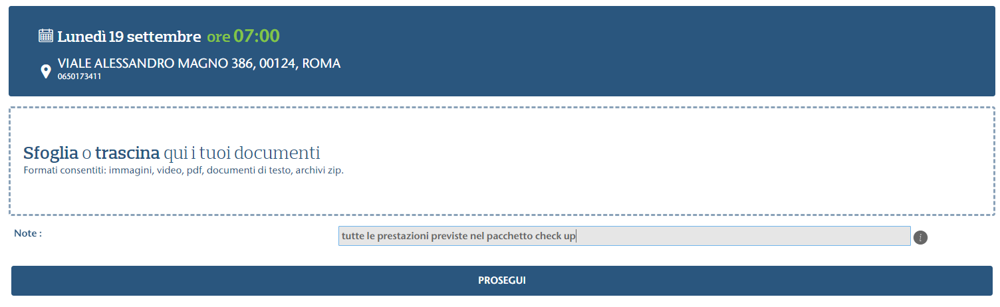 Lunedì 19 settembre ore 07:00
VIALE ALESSANDRO MAGNO 386, 00124, ROMA
0650173411
Sfoglia o trascina qui i tuoi documenti
Formati consentiti: immagini, video, pdf, documenti di testo, archivi zip.
Note : tutte le prestazioni previste nel pacchetto check up i
PROSEGUI